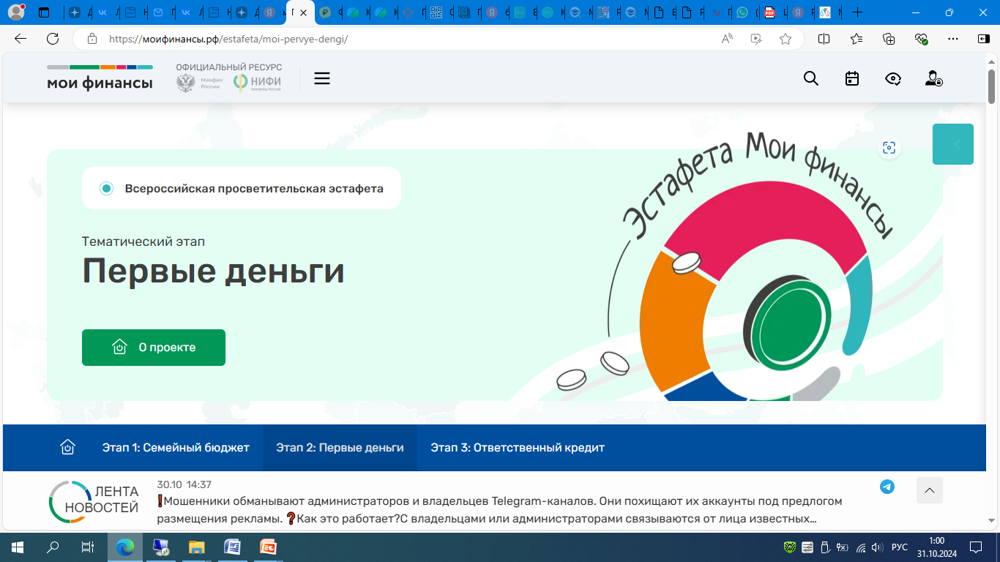 https://моифинансы.рф/estafeta/moi-pervye-dengi/
мои финансы
ОФИЦИАЛЬНЫЙ РЕСУРС
Минфин
России
НИФИ
Всероссийская просветительская эстафета
Тематический этап
Первые деньги
О проекте
Эстафета Мои финансы
Этап 1: Семейный бюджет
Этап 2: Первые деньги
Этап 3: Ответственный кредит
ЛЕНТА
НОВОСТЕЙ
30.10 14:37
❗Мошенники обманывают администраторов и владельцев Telegram-каналов. Они похищают их аккаунты под предлогом
размещения рекламы. ❓Как это работает?С владельцами или администраторами связываются от лица известных...
РУС
1:00
31.10.2024